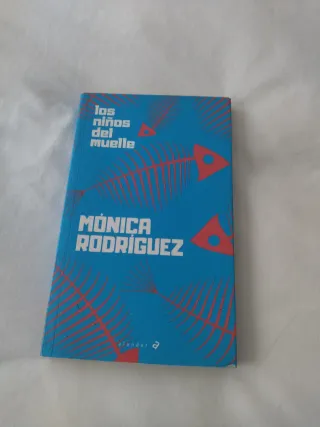 los
niños
del
muelle
MÓNICA
RODRÍGUEZ